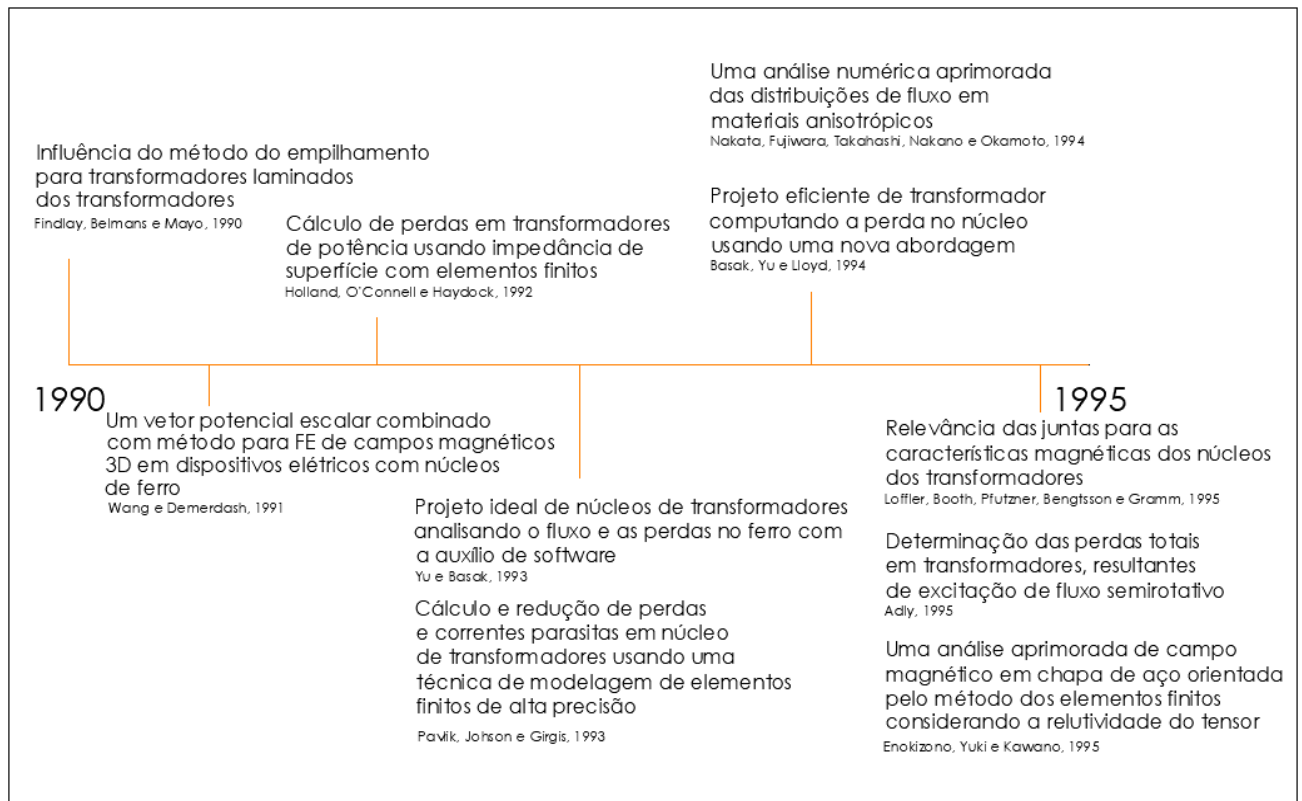 Influência do método do empilhamento
para transformadores laminados
dos transformadores
Findlay, Belmans e Mayo, 1990
Cálculo de perdas em transformadores
de potência usando impedância de
superfície com elementos finitos
Holland, O'Connell e Haydock, 1992
Uma análise numérica aprimorada
das distribuições de fluxo em
materiais anisotrópicos
Nakata, Fujiwara, Takahashi, Nakano e Okamoto, 1994
Projeto eficiente de transformador
computando a perda no núcleo
usando uma nova abordagem
Basak, Yu e Lloyd, 1994
1990
1995
Um vetor potencial escalar combinado
com método para FE de campos magnéticos
3D em dispositivos elétricos com núcleos
de ferro
Wang e Demerdash, 1991
Projeto ideal de núcleos de transformadores
analisando o fluxo e as perdas no ferro com
a auxílio de software
Yu e Basak, 1993
Cálculo e redução de perdas
e correntes parasitas em núcleo
de transformadores usando uma
técnica de modelagem de elementos
finitos de alta precisão
Pavlik, Johson e Girgis, 1993
Relevância das juntas para as
características magnéticas dos núcleos
dos transformadores
Loffler, Booth, Pfutzner, Bengtsson e Gramm, 1995
Determinação das perdas totais
em transformadores, resultantes
de excitação de fluxo semirotativo
Adly, 1995
Uma análise aprimorada de campo
magnético em chapa de aço orientada
pelo método dos elementos finitos
considerando a relutividade do tensor
Enokizono, Yuki e Kawano, 1995